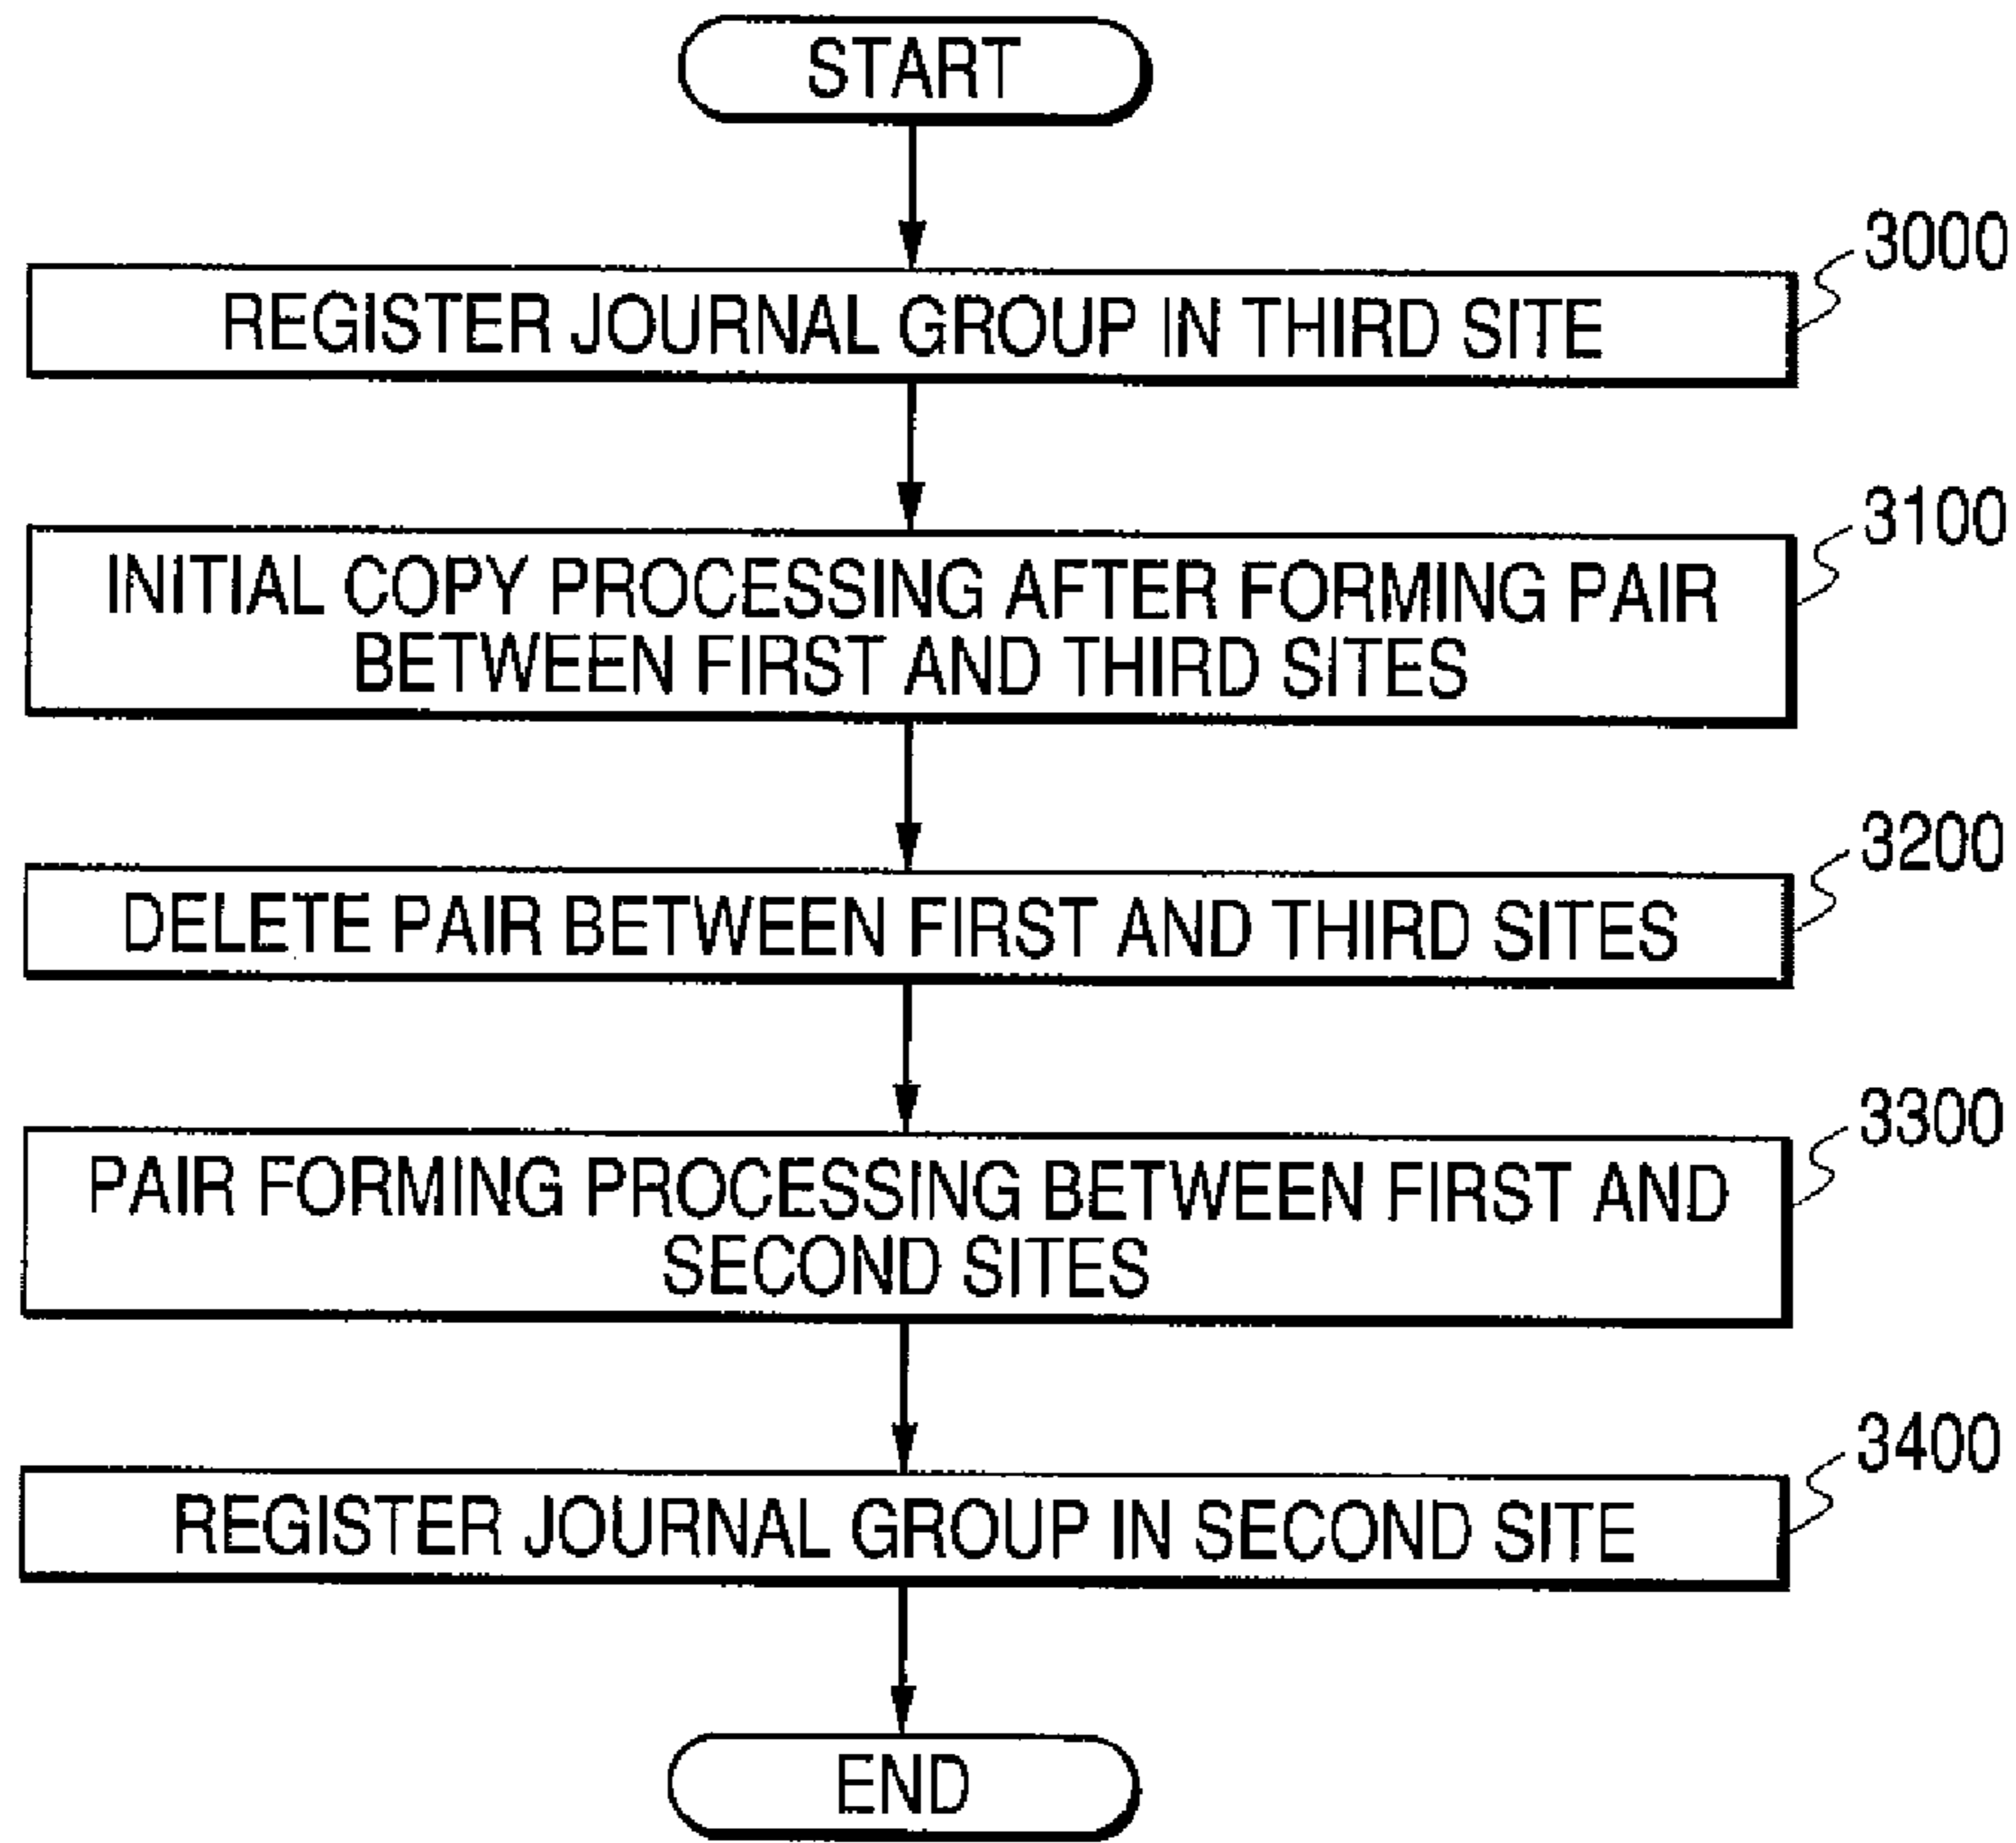 START
3000
REGISTER JOURNAL GROUP IN THIRD SITE
3100
INITIAL COPY PROCESSING AFTER FORMING PAIR
BETWEEN FIRST AND THIRD SITES
3200
DELETE PAIR BETWEEN FIRST AND THIRD SITES
3300
PAIR FORMING PROCESSING BETWEEN FIRST AND
SECOND SITES
3400
REGISTER JOURNAL GROUP IN SECOND SITE
END